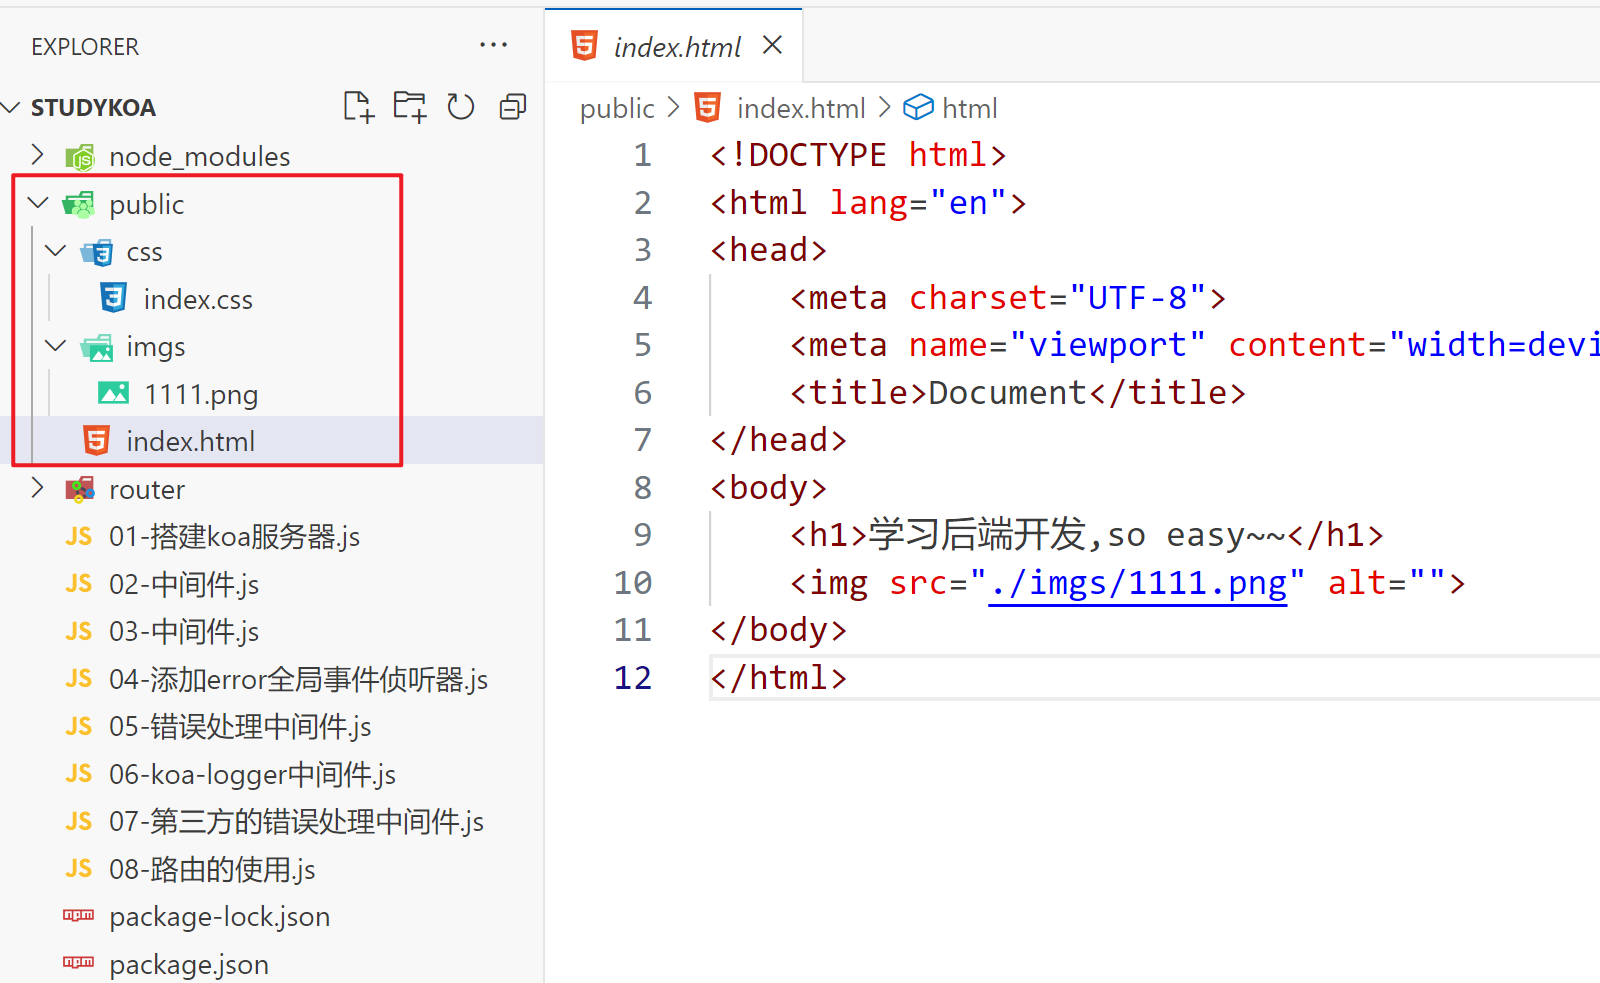 EXPLORER
STUDYKOA
node_modules
public
css
index.css
imgs
1111.png
index.html
router
JS 01-搭建koa服务器.js
JS 02-中间件.js
JS 03-中间件.js
JS 04-添加error全局事件侦听器.js
JS 05-错误处理中间件.js
JS 06-koa-logger中间件.js
JS 07-第三方的错误处理中间件.js
JS 08-路由的使用.js
package-lock.json
package.json
index.html
public > index.html > html
1 <!DOCTYPE html>
2 <html lang="en">
3 <head>
4 <meta charset="UTF-8">
5 <meta name="viewport" content="width=devi
6 <title>Document</title>
7 </head>
8 <body>
9 <h1>学习后端开发,so easy~~</h1>
10 <img src="./imgs/1111.png" alt="">
11 </body>
12 </html>